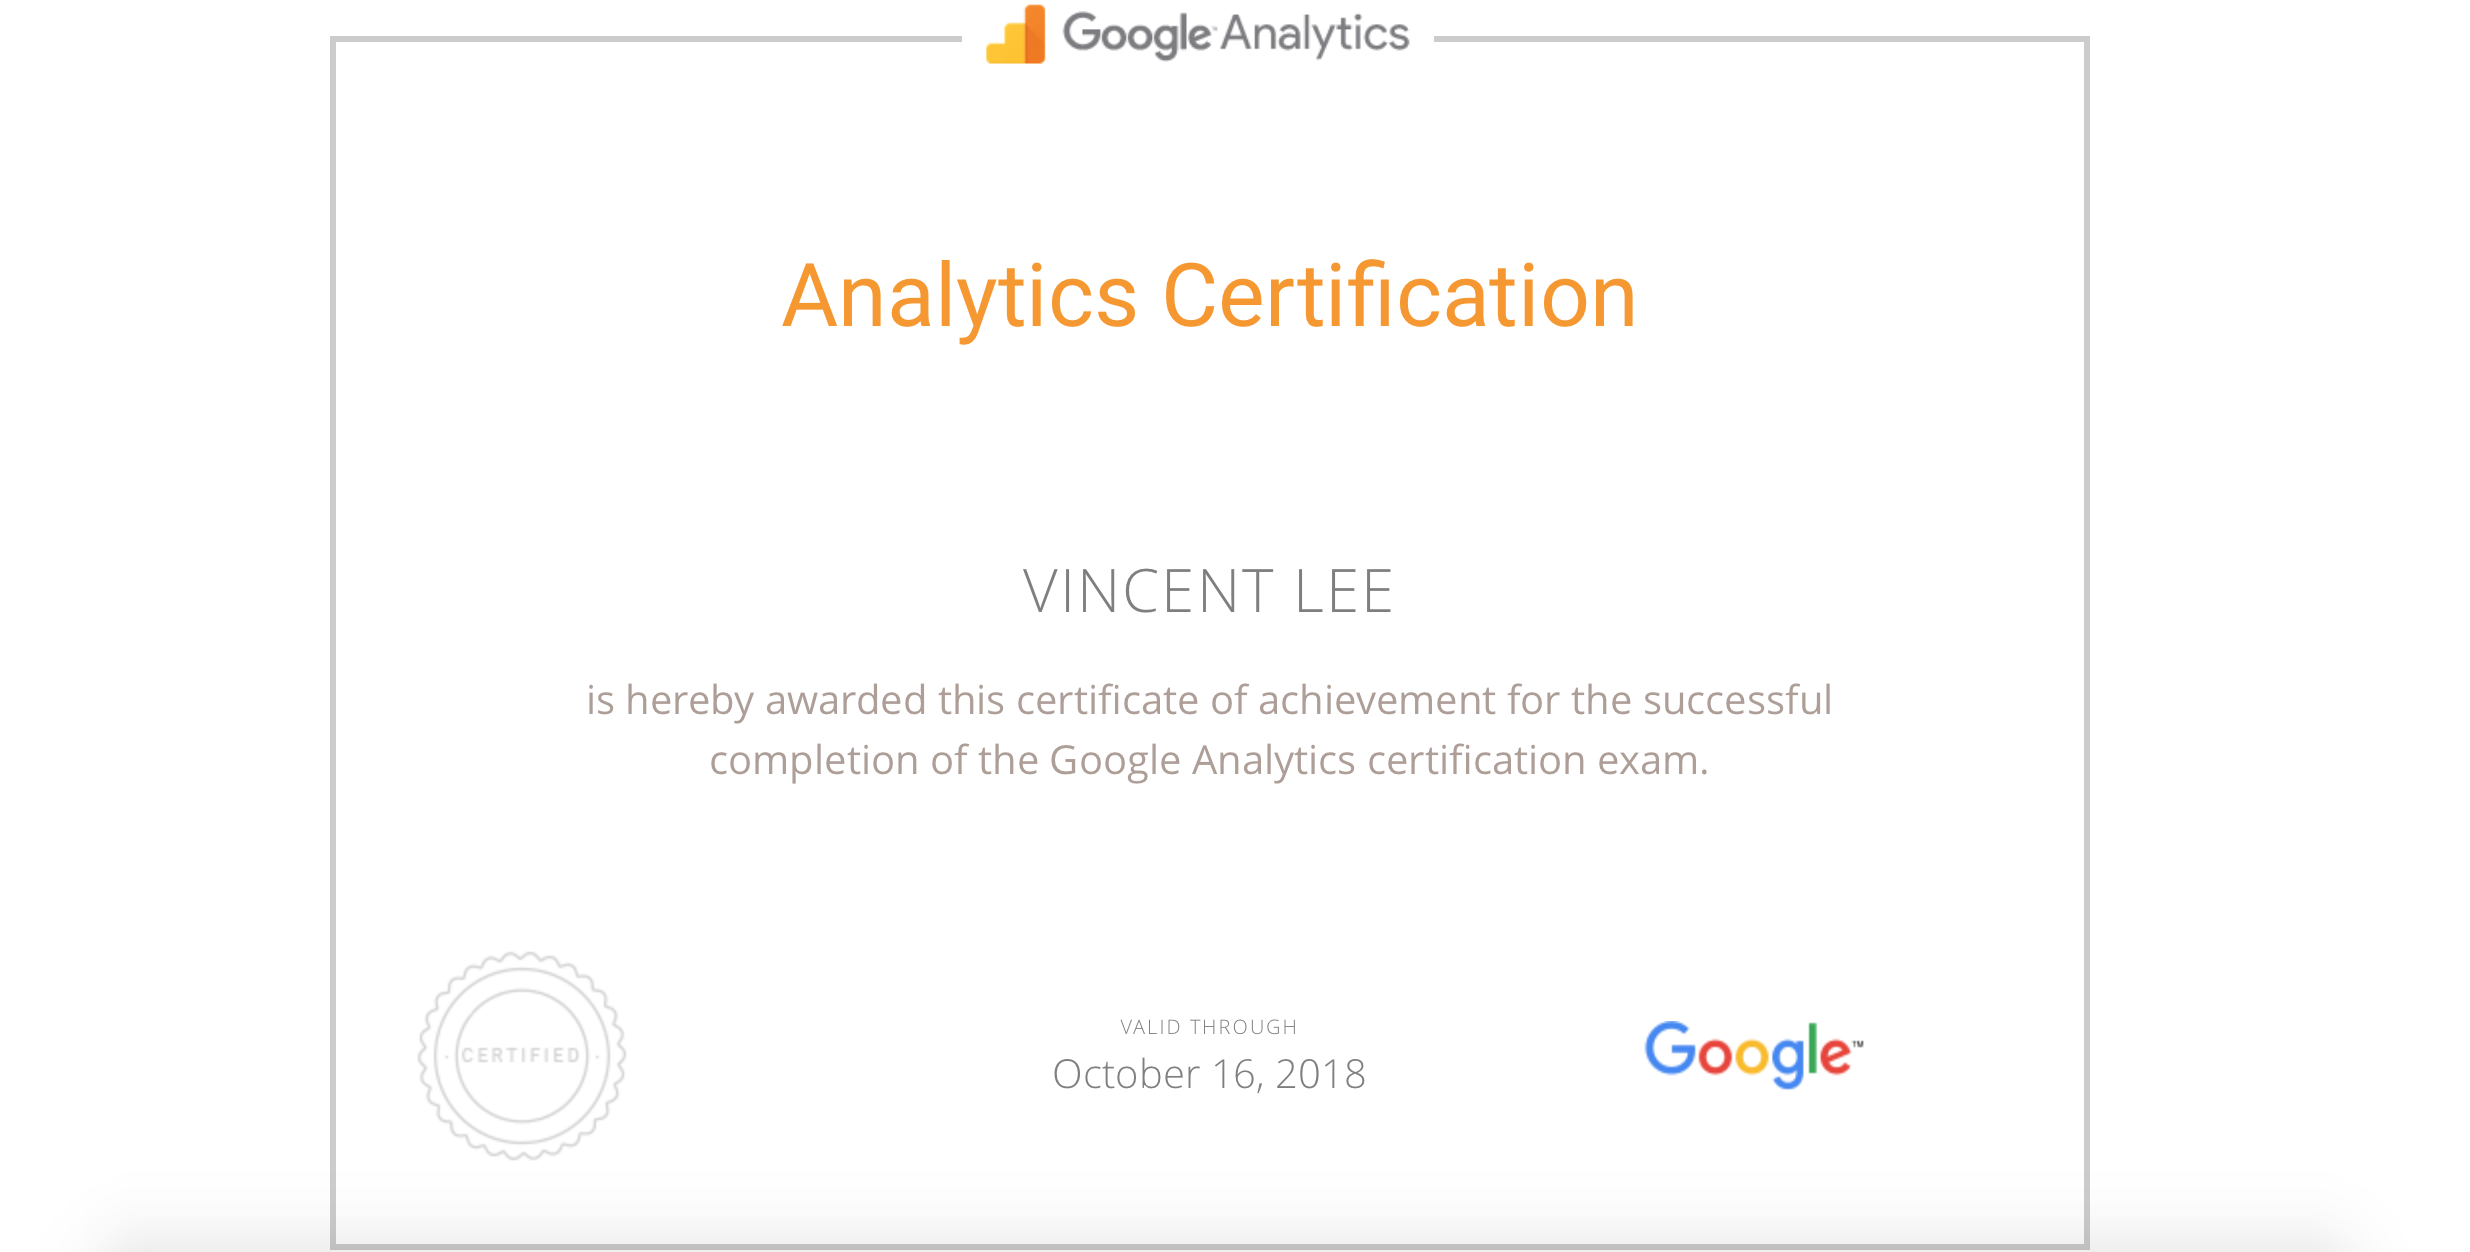 Google Analytics
Analytics Certification
VINCENT LEE
is hereby awarded this certificate of achievement for the successful
completion of the Google Analytics certification exam.
· CERTIFIED ·
VALID THROUGH
October 16, 2018
Google™